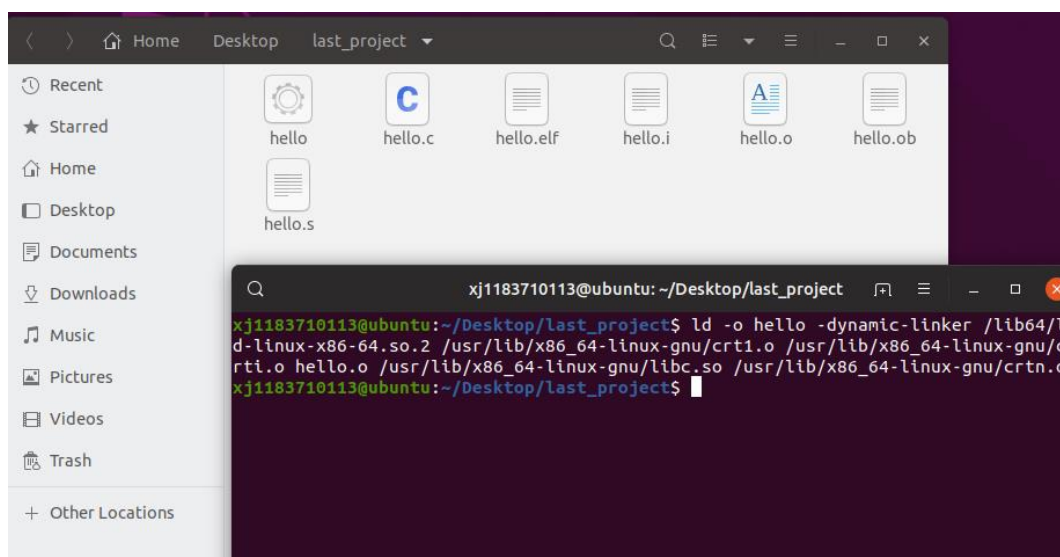 Home Desktop last_project
Recent
Starred
Home
Desktop
Documents
Downloads
Music
Pictures
Videos
Trash
Other Locations
hello hello.c hello.elf hello.i hello.o hello.ob
hello.s
xj1183710113@ubuntu: ~/Desktop/last_project
xj1183710113@ubuntu:~/Desktop/last_project$ ld -o hello -dynamic-linker /lib64/l
d-linux-x86-64.so.2 /usr/lib/x86_64-linux-gnu/crt1.o /usr/lib/x86_64-linux-gnu/c
rti.o hello.o /usr/lib/x86_64-linux-gnu/libc.so /usr/lib/x86_64-linux-gnu/crtn.o
xj1183710113@ubuntu:~/Desktop/last_project$